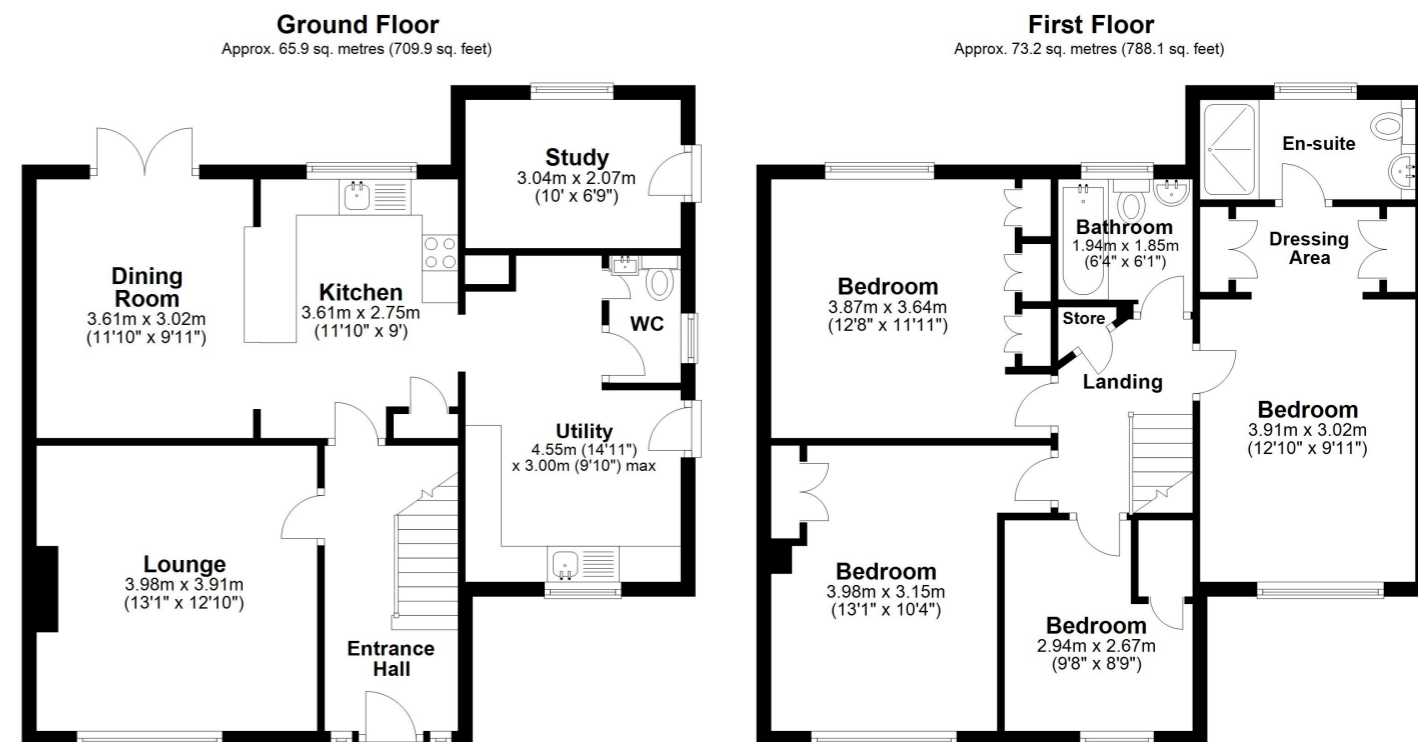 Ground Floor
Approx. 65.9 sq. metres (709.9 sq. feet)
Study
3.04m x 2.07m
(10' x 6'9")
Dining
Room
3.61m x 3.02m
(11'10" x 9'11")
Kitchen
3.61m x 2.75m
(11'10" x 9')
WC
Utility
4.55m (14'11")
x 3.00m (9'10") max
Lounge
3.98m x 3.91m
(13'1" x 12'10")
Entrance
Hall
First Floor
Approx. 73.2 sq. metres (788.1 sq. feet)
En-suite
Bathroom
1.94m x 1.85m
(6'4" x 6'1")
Dressing
Area
Bedroom
3.87m x 3.64m
(12'8" x 11'11")
Store
Landing
Bedroom
3.91m x 3.02m
(12'10" x 9'11")
Bedroom
3.98m x 3.15m
(13'1" x 10'4")
Bedroom
2.94m x 2.67m
(9'8" x 8'9")